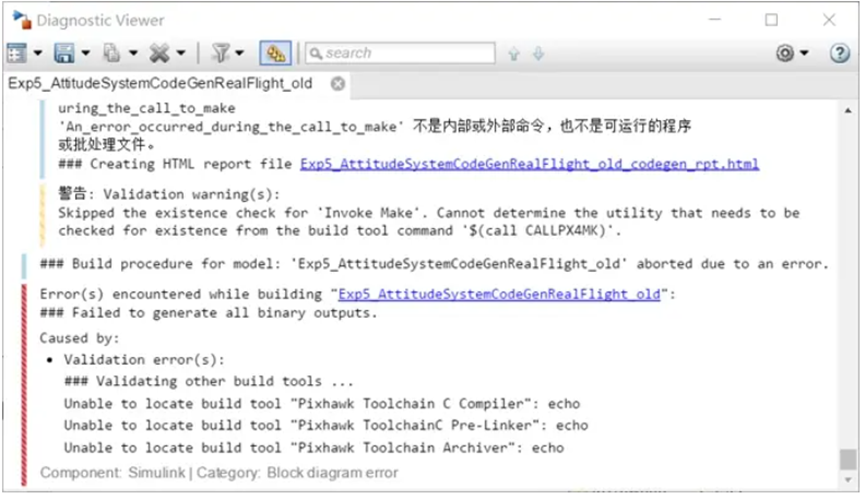 Diagnostic Viewer
search
Exp5_AttitudeSystemCodeGenRealFlight_old
uring_the_call_to_make
'An_error_occurred_during_the_call_to_make' 不是内部或外部命令，也不是可运行的程序
或批处理文件。
### Creating HTML report file Exp5_AttitudeSystemCodeGenRealFlight_old_codegen_rpt.html
警告: Validation warning(s):
Skipped the existence check for 'Invoke Make'. Cannot determine the utility that needs to be
checked for existence from the build tool command '$(call CALLPX4MK)'.
### Build procedure for model: 'Exp5_AttitudeSystemCodeGenRealFlight_old' aborted due to an error.
Error(s) encountered while building "Exp5_AttitudeSystemCodeGenRealFlight_old":
### Failed to generate all binary outputs.
Caused by:
• Validation error(s):
### Validating other build tools ...
Unable to locate build tool "Pixhawk Toolchain C Compiler": echo
Unable to locate build tool "Pixhawk ToolchainC Pre-Linker": echo
Unable to locate build tool "Pixhawk Toolchain Archiver": echo
Component: Simulink | Category: Block diagram error